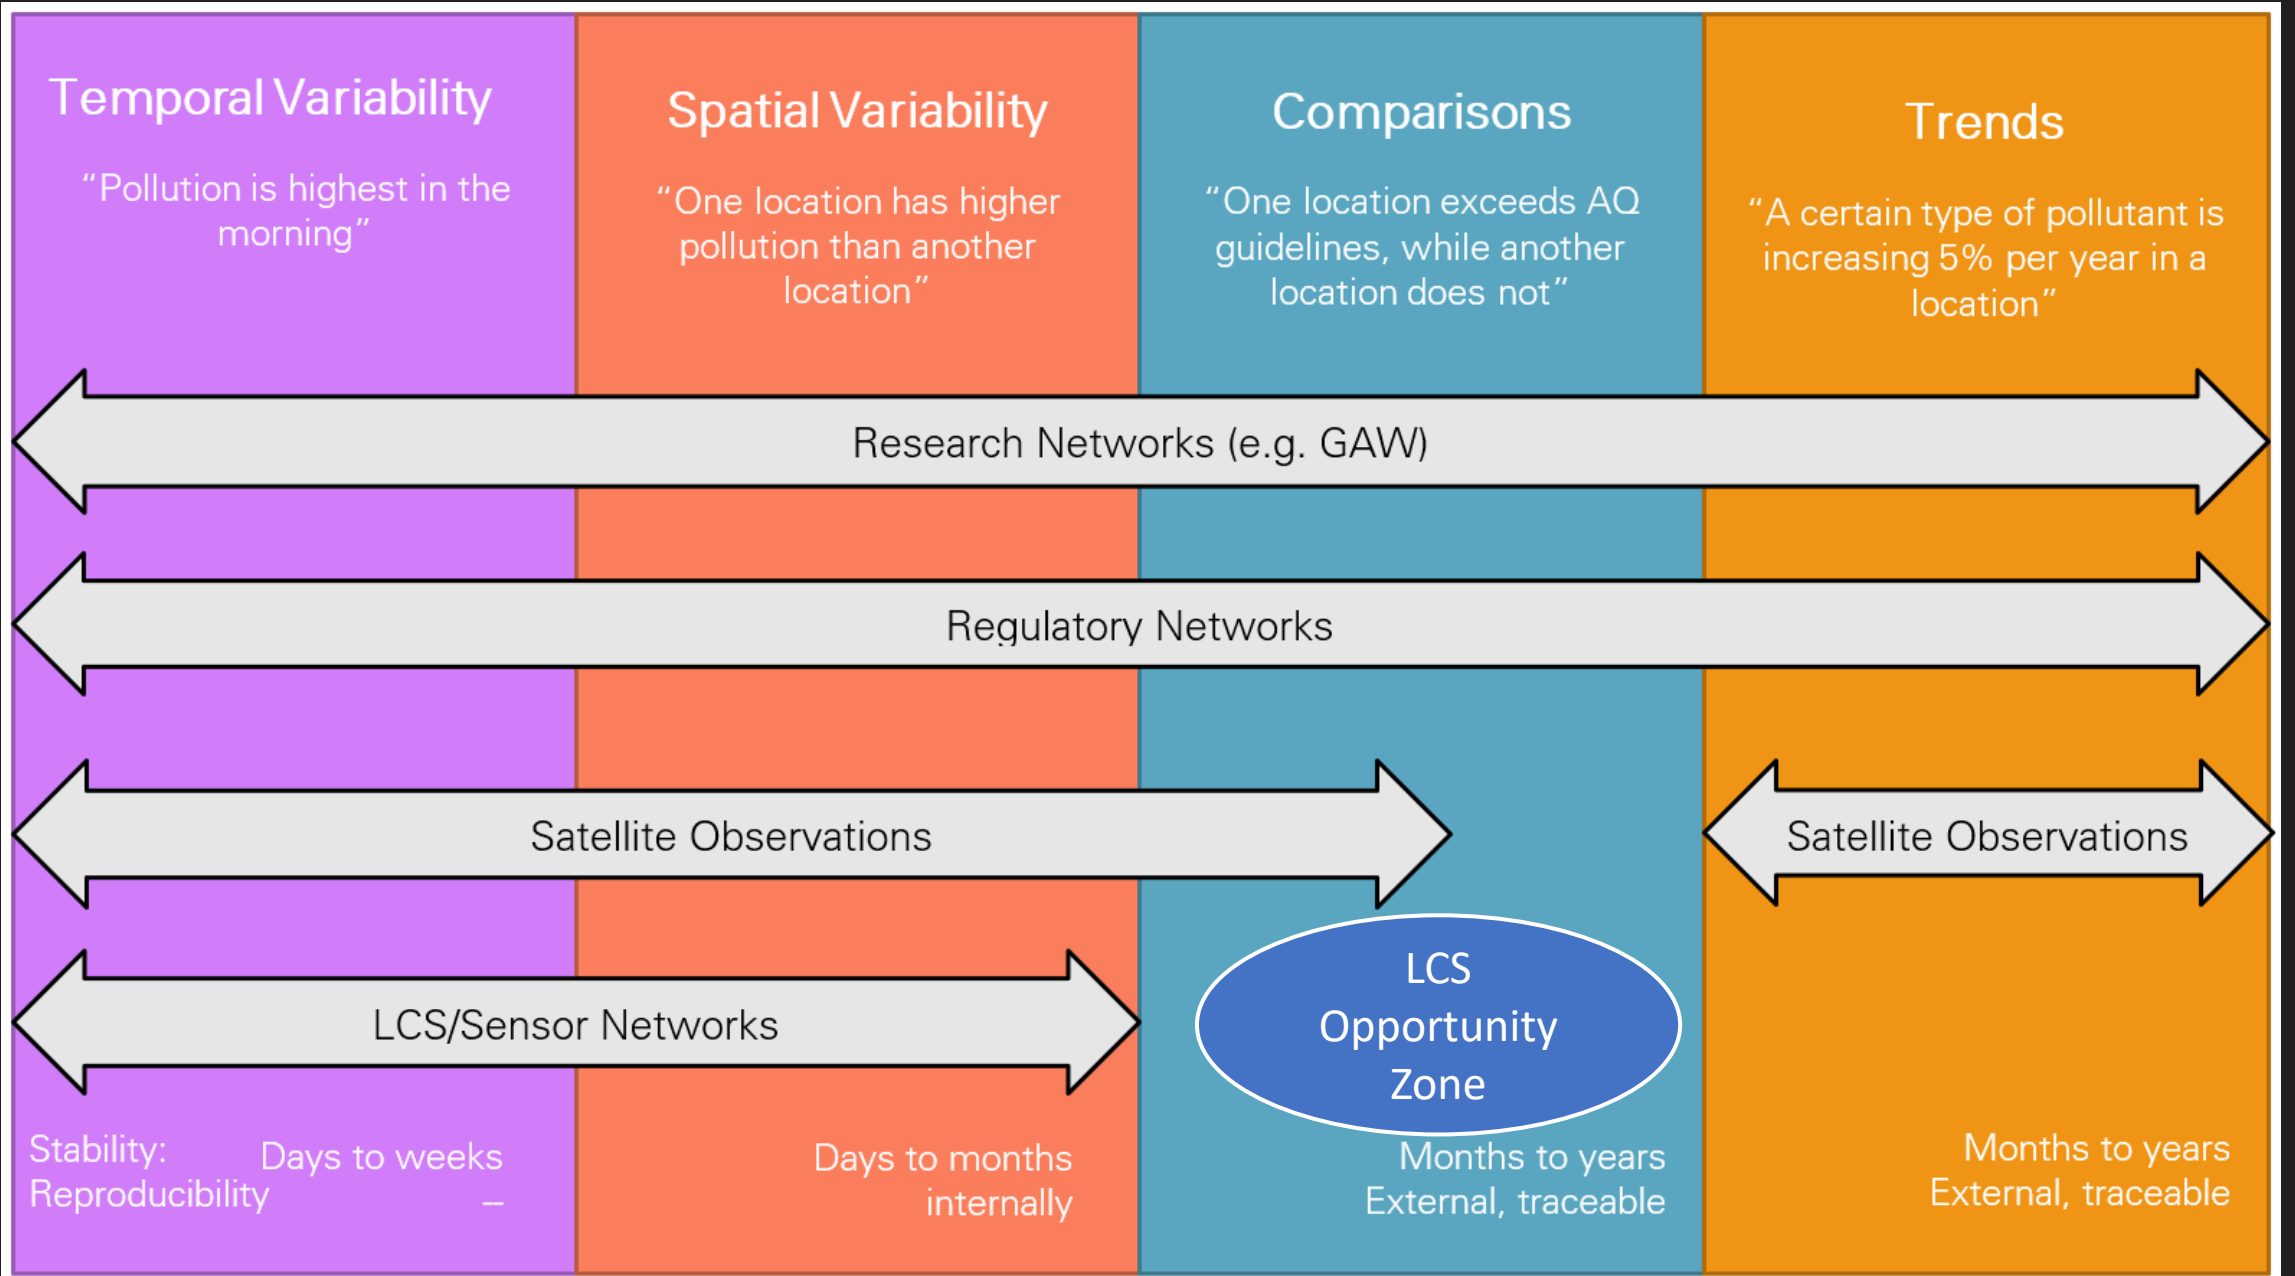 Temporal Variability
“Pollution is highest in the
morning”
Spatial Variability
“One location has higher
pollution than another
location”
Comparisons
“One location exceeds AQ
guidelines, while another
location does not”
Trends
“A certain type of pollutant is
increasing 5% per year in a
location”
Research Networks (e.g. GAW)
Regulatory Networks
Satellite Observations
Satellite Observations
LCS/Sensor Networks
LCS
Opportunity
Zone
Stability:
Reproducibility
Days to weeks
–
Days to months
internally
Months to years
External, traceable
Months to years
External, traceable